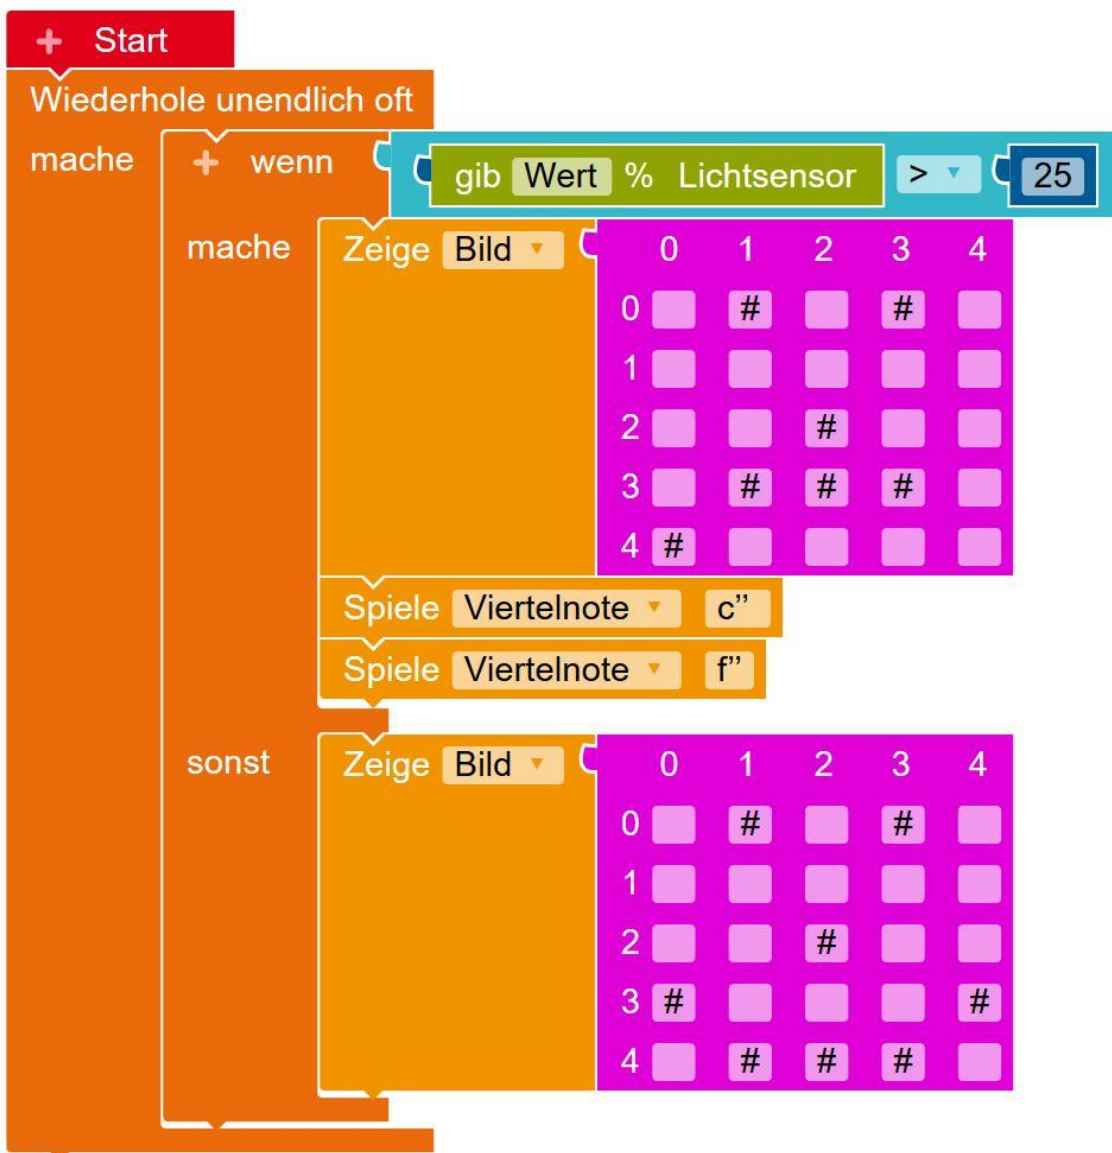 + Start
Wiederhole unendlich oft
mache + wenn gib Wert % Lichtsensor > 25
mache Zeige Bild 0 1 2 3 4
0 # #
1
2 #
3 # # #
4 #
Spiele Viertelnote c’’
Spiele Viertelnote f’’
sonst Zeige Bild 0 1 2 3 4
0 # #
1
2 #
3 # #
4 # # #